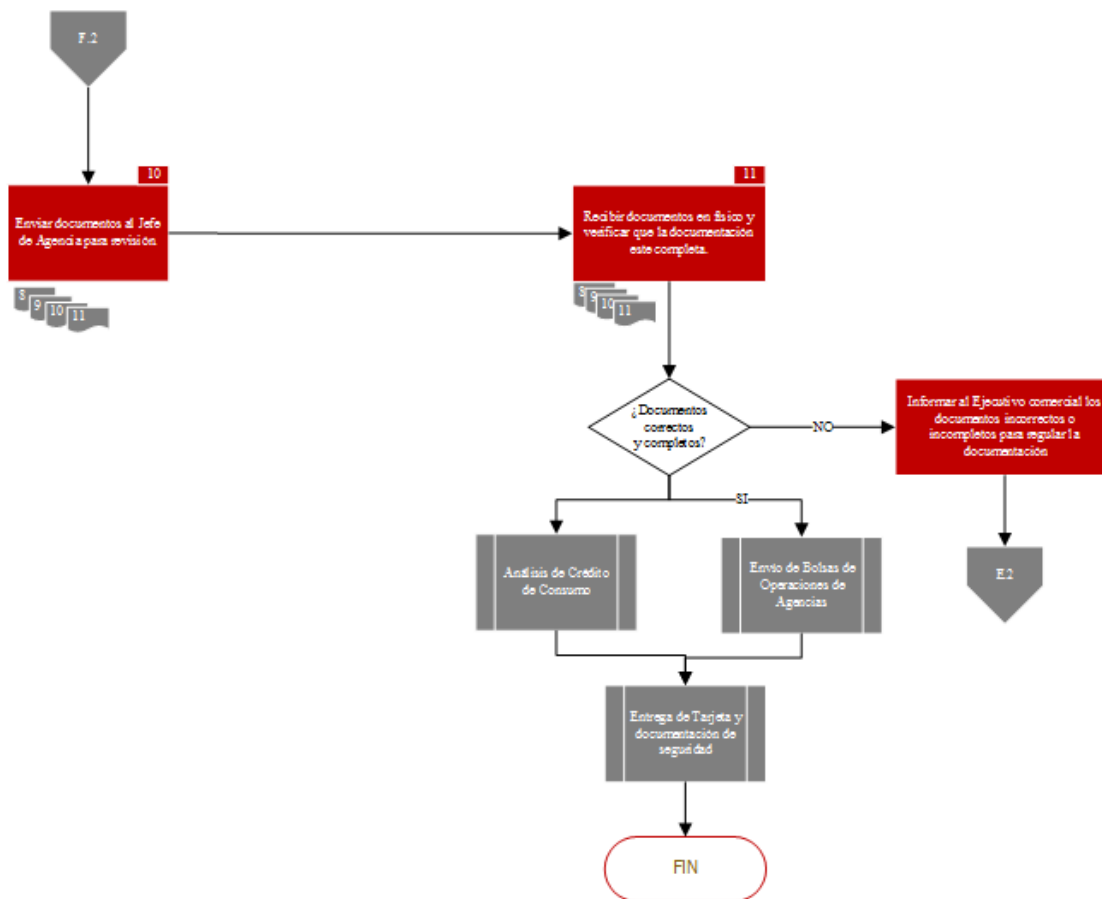 F.2
10
Enviar documentos al Jefe
de Agencia para revisión.
8
9
10
11
11
Recibir documentos en físico y
verificar que la documentación
este completa.
8
9
10
11
¿Documentos
correctos
y completos?
NO
Informar al Ejecutivo comercial los
documentos incorrectos o
incompletos para regular la
documentación
SI
Análisis de Crédito
de Consumo
Envío de Bolsas de
Operaciones de
Agencias
E.2
Entrega de Tarjeta y
documentación de
seguridad
FIN